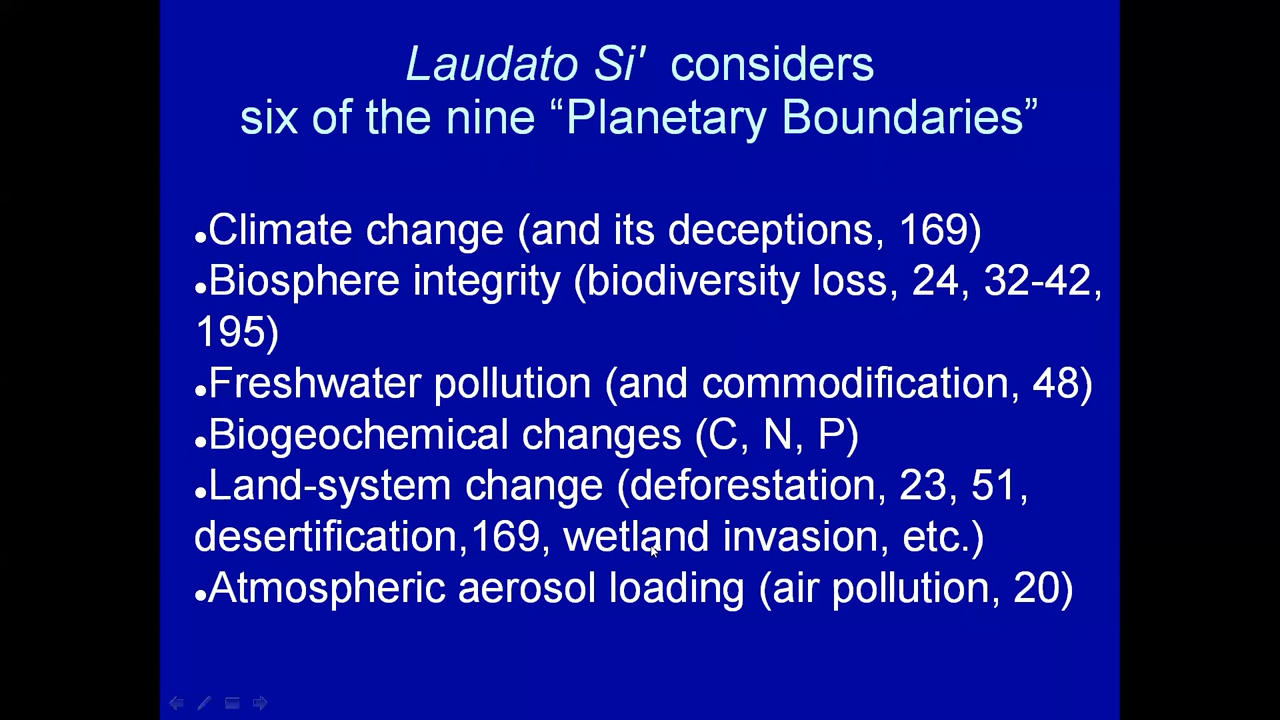 Laudato Si' considers
six of the nine “Planetary Boundaries”
●Climate change (and its deceptions, 169)
●Biosphere integrity (biodiversity loss, 24, 32-42,
195)
●Freshwater pollution (and commodification, 48)
●Biogeochemical changes (C, N, P)
●Land-system change (deforestation, 23, 51,
desertification,169, wetland invasion, etc.)
●Atmospheric aerosol loading (air pollution, 20)